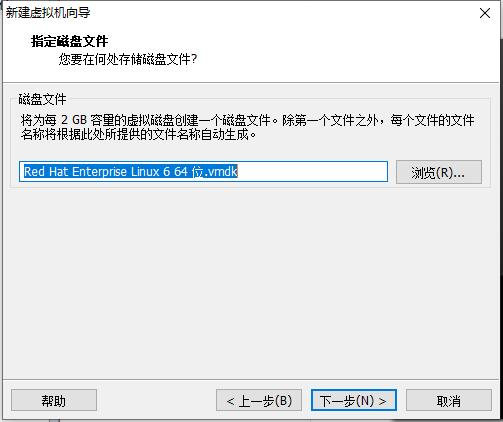 新建虚拟机向导
指定磁盘文件
您要在何处存储磁盘文件?
磁盘文件
将为每 2 GB 容量的虚拟磁盘创建一个磁盘文件。除第一个文件之外，每个文件的文件
名称将根据此处所提供的文件名称自动生成。
Red Hat Enterprise Linux 6 64 位.vmdk
浏览(R)...
帮助
< 上一步(B)
下一步(N) >
取消